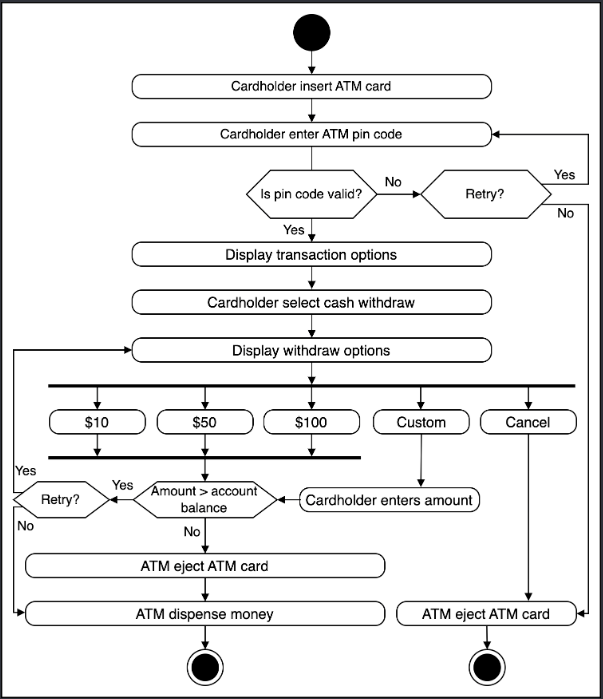 Cardholder insert ATM card
Cardholder enter ATM pin code
Is pin code valid?
No
Retry?
Yes
No
Yes
Display transaction options
Cardholder select cash withdraw
Display withdraw options
$10
$50
$100
Custom
Cancel
Yes
Retry?
No
Yes
Amount > account
balance
Cardholder enters amount
No
ATM eject ATM card
ATM dispense money
ATM eject ATM card